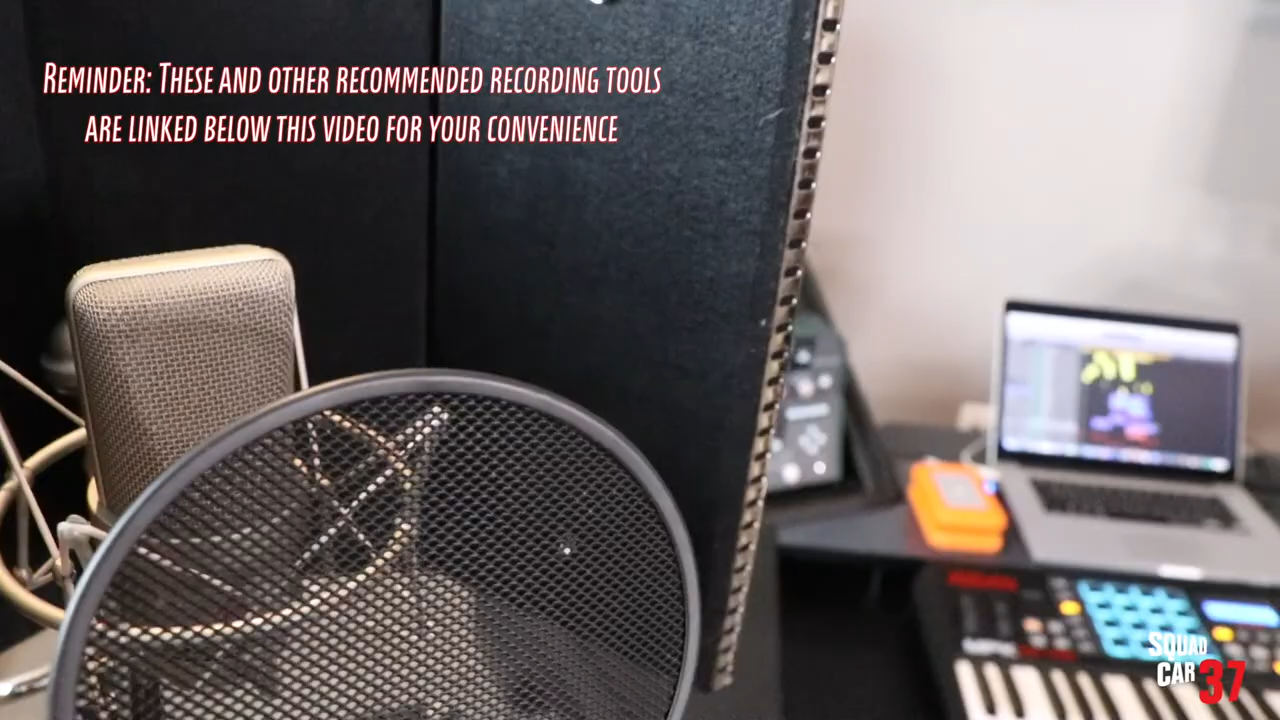 REMINDER: THESE AND OTHER RECOMMENDED RECORDING TOOLS
ARE LINKED BELOW THIS VIDEO FOR YOUR CONVENIENCE
SQUAD
CAR 37